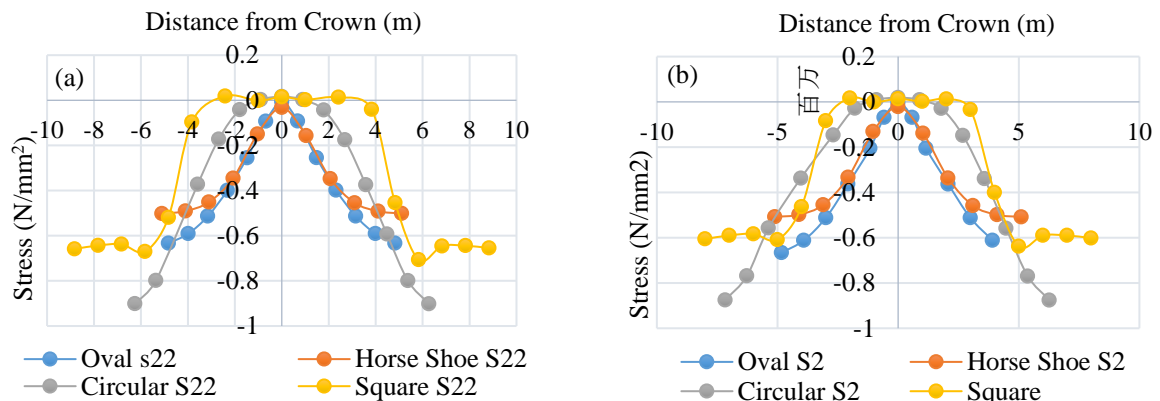 Distance from Crown (m)
(a)
0.2
0
-10 -8 -6 -4 -2 0 2 4 6 8 10
-0.2
-0.4
-0.6
-0.8
-1
Stress (N/mm²)
Oval s22
Horse Shoe S22
Circular S22
Square S22
Distance from Crown (m)
(b)
百万
0.2
0
-10 -5 0 5 10
-0.2
-0.4
-0.6
-0.8
-1
Stress (N/mm2)
Oval S2
Horse Shoe S2
Circular S2
Square